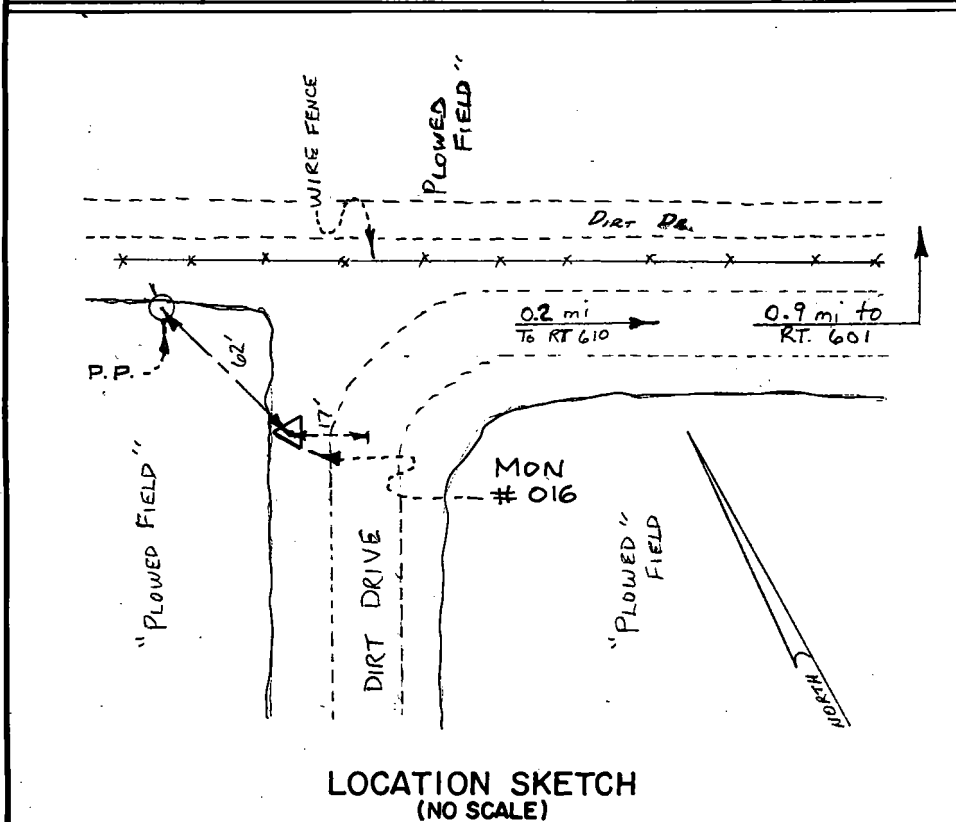 WIRE FENCE
PLOWED
FIELD"
DIRT DR.
0.2 mi
To RT 610
0.9 mi to
RT. 601
P.P.
62'
17'
MON
# 016
"PLOWED FIELD"
DIRT DRIVE
"PLOWED"
FIELD
NORTH
LOCATION SKETCH
(NO SCALE)